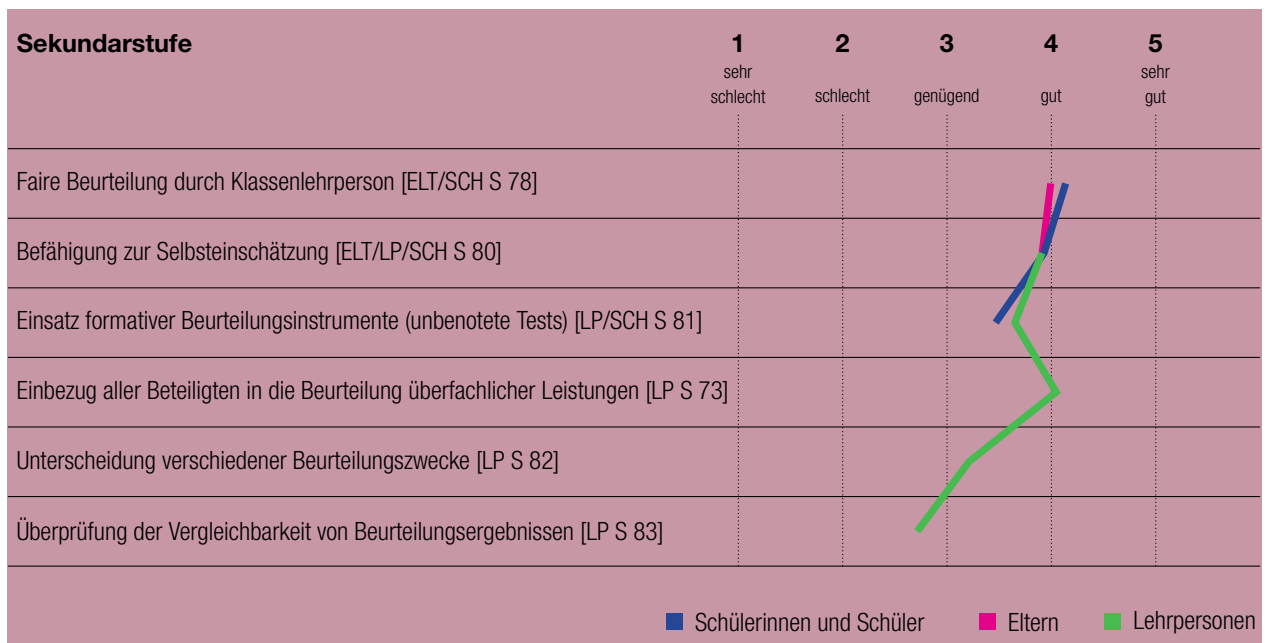 Sekundarstufe 1 2 3 4 5
sehr schlecht schlecht genügend gut sehr gut
Faire Beurteilung durch Klassenlehrperson [ELT/SCH S 78]
Befähigung zur Selbsteinschätzung [ELT/LP/SCH S 80]
Einsatz formativer Beurteilungsinstrumente (unbenotete Tests) [LP/SCH S 81]
Einbezug aller Beteiligten in die Beurteilung überfachlicher Leistungen [LP S 73]
Unterscheidung verschiedener Beurteilungszwecke [LP S 82]
Überprüfung der Vergleichbarkeit von Beurteilungsergebnissen [LP S 83]
Schülerinnen und Schüler Eltern Lehrpersonen